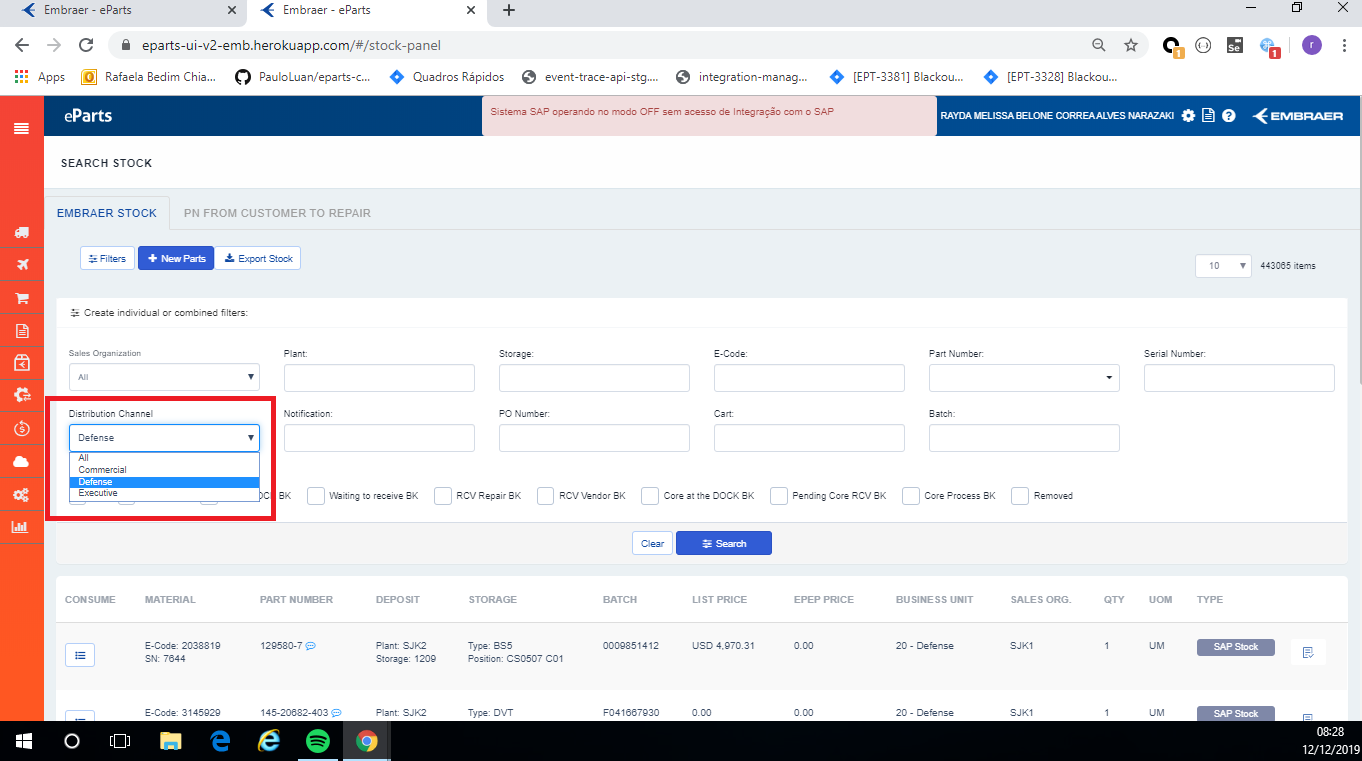 Embraer - eParts
Embraer - eParts
eparts-ui-v2-emb.herokuapp.com/#/stock-panel
1
Se
1
r
Apps
Rafaela Bedim Chia...
PauloLuan/eparts-c...
Quadros Rápidos
event-trace-api-stg....
integration-manag...
[EPT-3381] Blackou...
[EPT-3328] Blackou...
eParts
Sistema SAP operando no modo OFF sem acesso de Integração com o SAP
RAYDA MELISSA BELONE CORREA ALVES NARAZAKI
EMBRAER
SEARCH STOCK
EMBRAER STOCK
PN FROM CUSTOMER TO REPAIR
Filters
New Parts
Export Stock
10
443065 items
Create individual or combined filters:
Sales Organization
Plant:
Storage:
E-Code:
Part Number:
Serial Number:
All
Distribution Channel
Notification:
PO Number:
Cart:
Batch:
Defense
All
Commercial
Defense
Executive
BK
Waiting to receive BK
RCV Repair BK
RCV Vendor BK
Core at the DOCK BK
Pending Core RCV BK
Core Process BK
Removed
Clear
Search
CONSUME
MATERIAL
PART NUMBER
DEPOSIT
STORAGE
BATCH
LIST PRICE
EPEP PRICE
BUSINESS UNIT
SALES ORG.
QTY
UOM
TYPE
E-Code: 2038819
SN: 7644
129580-7
Plant: SJK2
Storage: 1209
Type: BS5
Position: CS0507 C01
0009851412
USD 4,970.31
0.00
20 - Defense
SJK1
1
UM
SAP Stock
E-Code: 3145929
145-20682-403
Plant: SJK2
Type: DVT
F041667930
0.00
0.00
20 - Defense
SJK1
1
UM
SAP Stock
08:28
12/12/2019